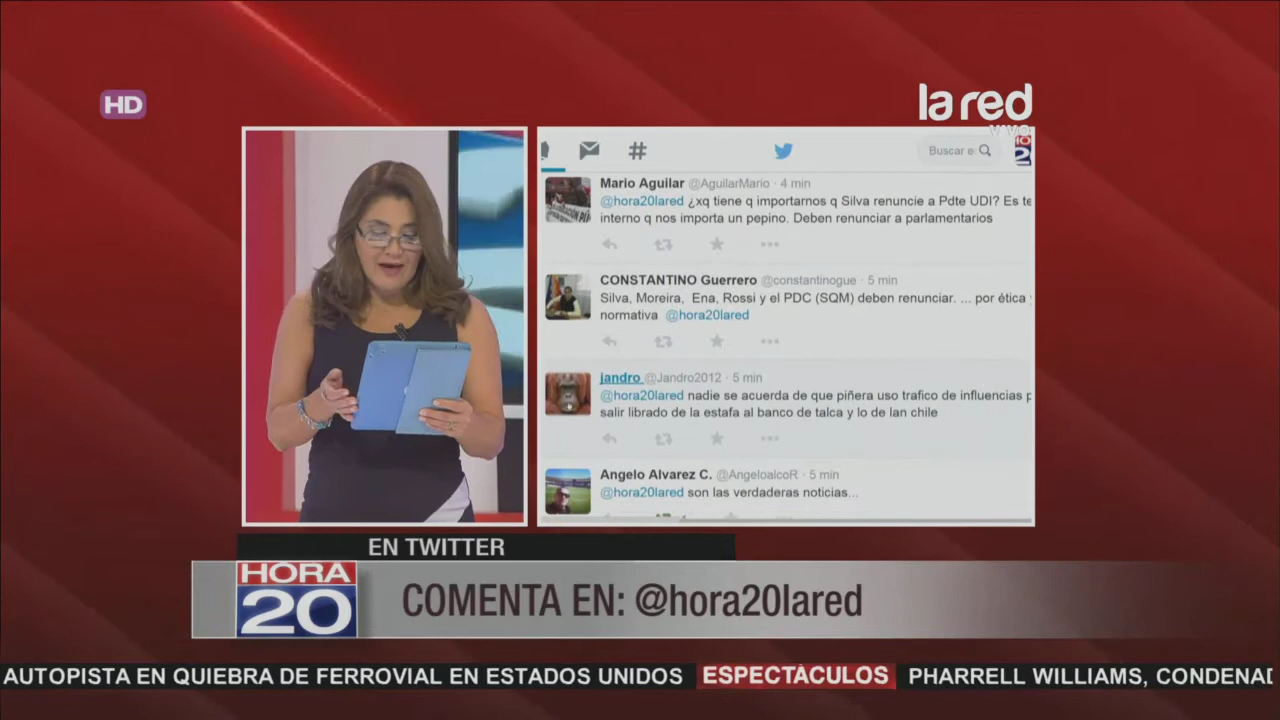 HD
la red
VIVO
Buscar e
Mario Aguilar @AguilarMario · 4 min
@hora20lared ¿xq tiene q importarnos q Silva renuncie a Pdte UDI? Es te
interno q nos importa un pepino. Deben renunciar a parlamentarios
CONSTANTINO Guerrero @constantinogue · 5 min
Silva, Moreira, Ena, Rossi y el PDC (SQM) deben renunciar. ... por ética y
normativa @hora20lared
jandro @Jandro2012 · 5 min
@hora20lared nadie se acuerda de que piñera uso trafico de influencias p
salir librado de la estafa al banco de talca y lo de lan chile
Angelo Alvarez C. @AngeloalcoR · 5 min
@hora20lared son las verdaderas noticias...
EN TWITTER
HORA
20
COMENTA EN: @hora20lared
AUTOPISTA EN QUIEBRA DE FERROVIAL EN ESTADOS UNIDOS ESPECTÁCULOS PHARRELL WILLIAMS, CONDENAD